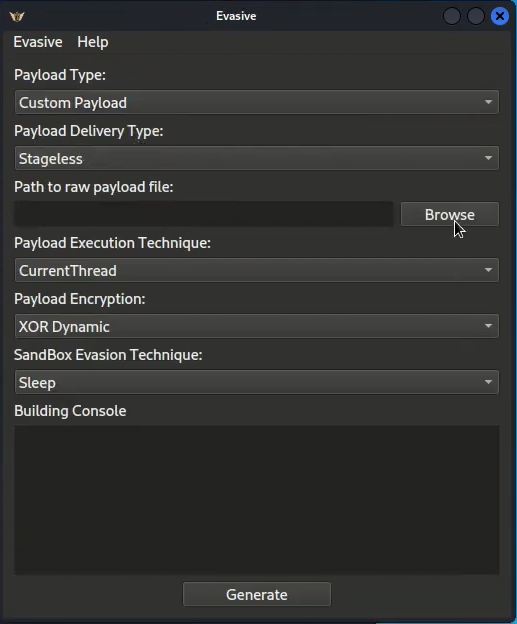 Evasive
Evasive Help
Payload Type:
Custom Payload
Payload Delivery Type:
Stageless
Path to raw payload file:
Browse
Payload Execution Technique:
CurrentThread
Payload Encryption:
XOR Dynamic
SandBox Evasion Technique:
Sleep
Building Console
Generate